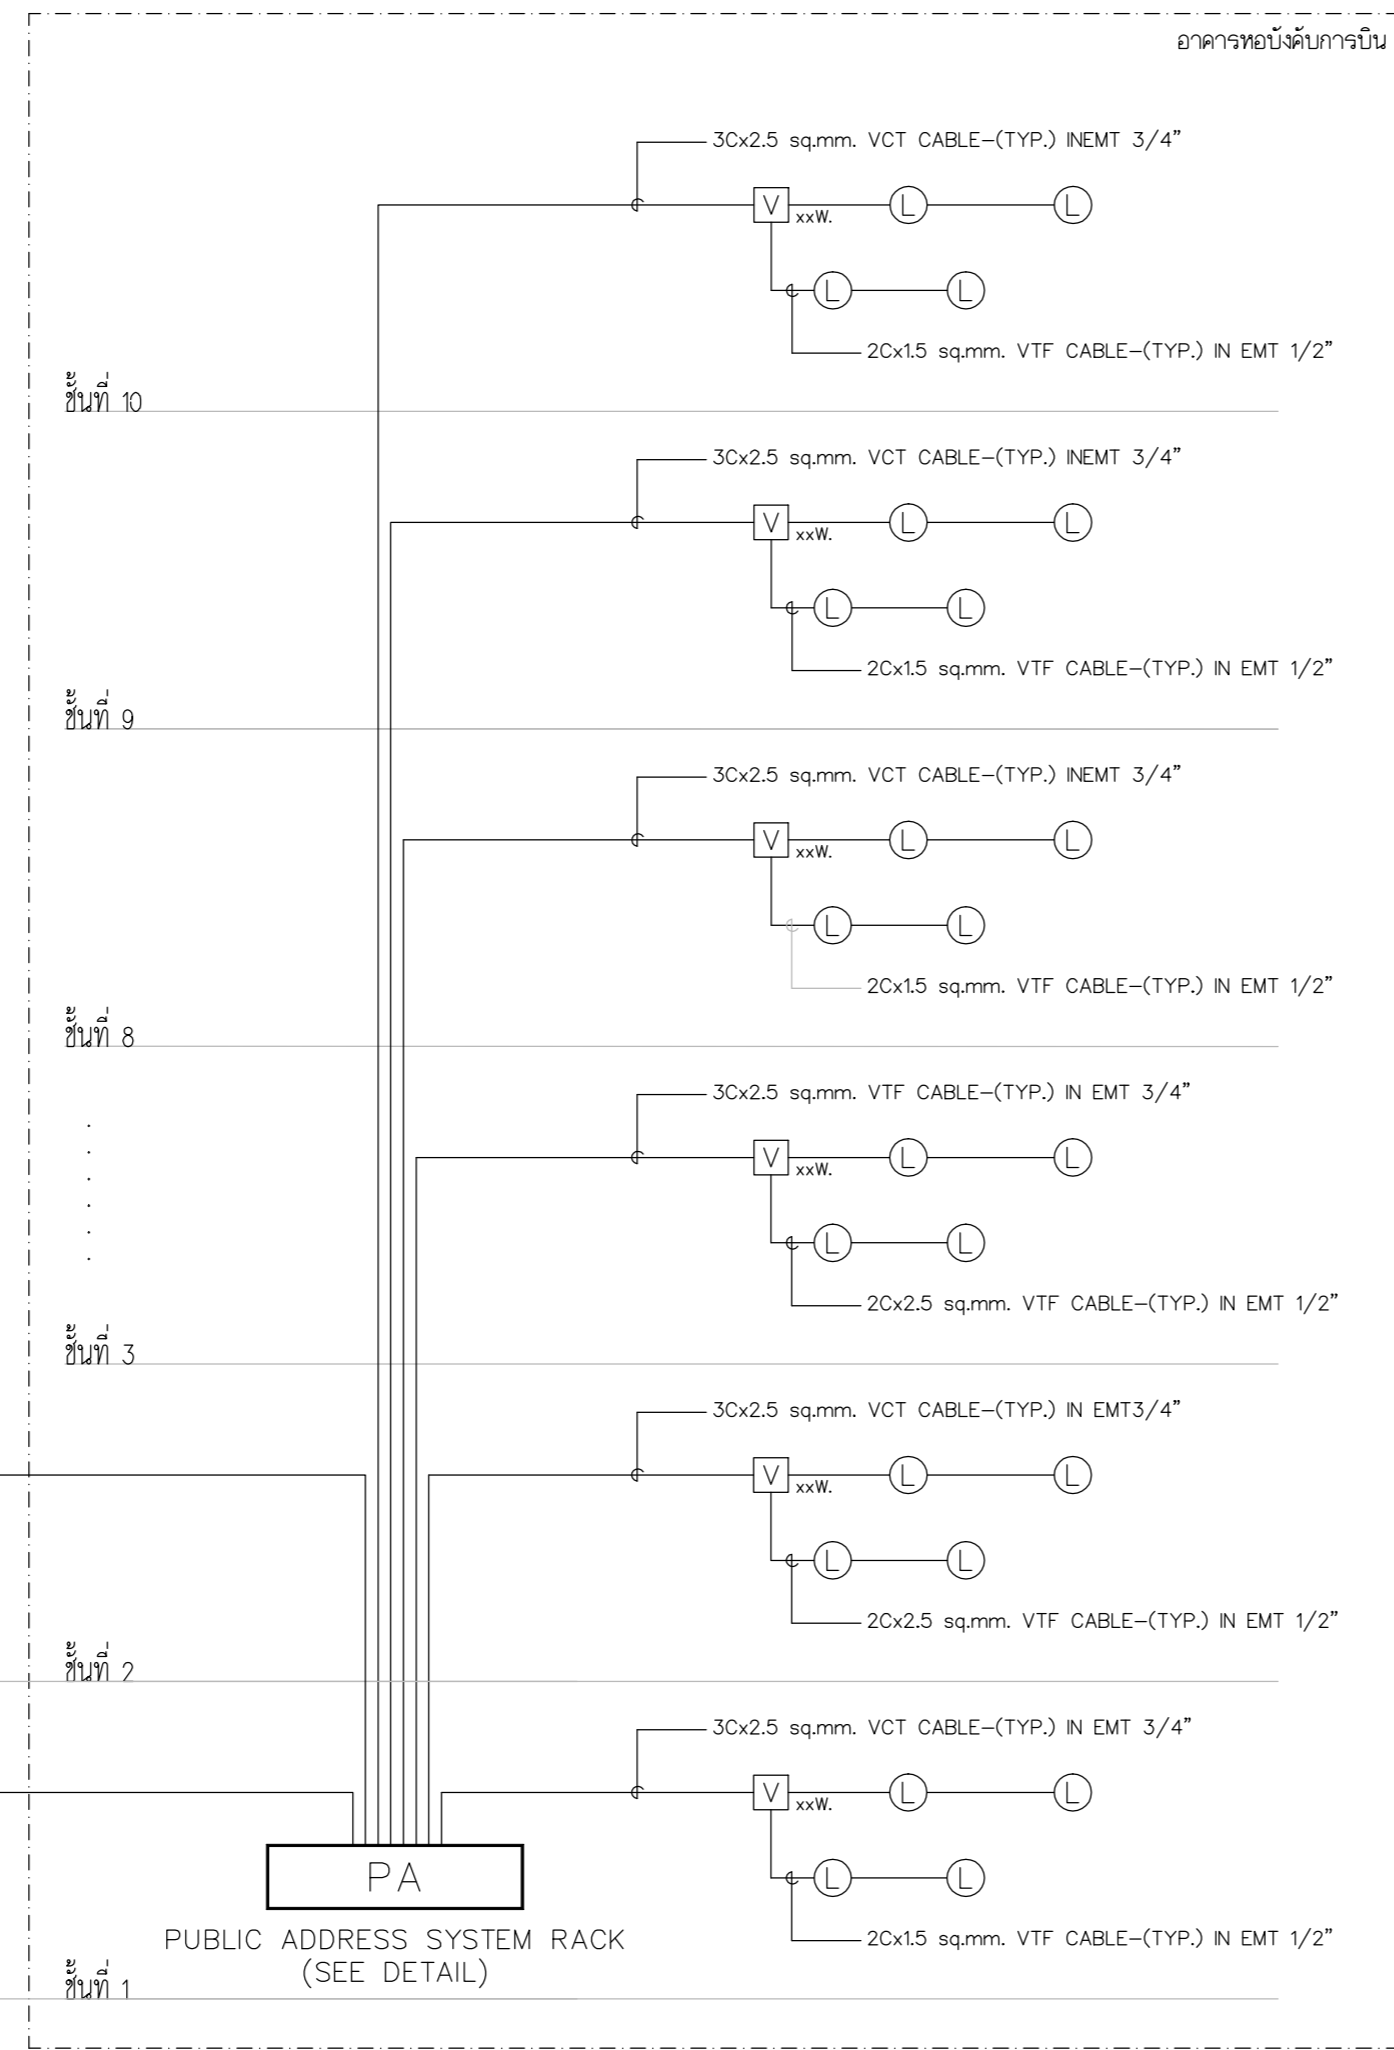 อาคารหอบังคับการบิน
3Cx2.5 sq.mm. VCT CABLE-(TYP.) INEMT 3/4”
V xxW. L L
L L
2Cx1.5 sq.mm. VTF CABLE-(TYP.) IN EMT 1/2”
ชั้นที่ 10
3Cx2.5 sq.mm. VCT CABLE-(TYP.) INEMT 3/4”
V xxW. L L
L L
2Cx1.5 sq.mm. VTF CABLE-(TYP.) IN EMT 1/2”
ชั้นที่ 9
3Cx2.5 sq.mm. VCT CABLE-(TYP.) INEMT 3/4”
V xxW. L L
L L
2Cx1.5 sq.mm. VTF CABLE-(TYP.) IN EMT 1/2”
ชั้นที่ 8
3Cx2.5 sq.mm. VTF CABLE-(TYP.) IN EMT 3/4”
V xxW. L L
L L
2Cx2.5 sq.mm. VTF CABLE-(TYP.) IN EMT 1/2”
ชั้นที่ 3
3Cx2.5 sq.mm. VCT CABLE-(TYP.) IN EMT3/4”
V xxW. L L
L L
2Cx2.5 sq.mm. VTF CABLE-(TYP.) IN EMT 1/2”
ชั้นที่ 2
3Cx2.5 sq.mm. VCT CABLE-(TYP.) IN EMT 3/4”
V xxW. L L
PA
L L
PUBLIC ADDRESS SYSTEM RACK
(SEE DETAIL)
2Cx1.5 sq.mm. VTF CABLE-(TYP.) IN EMT 1/2”
ชั้นที่ 1